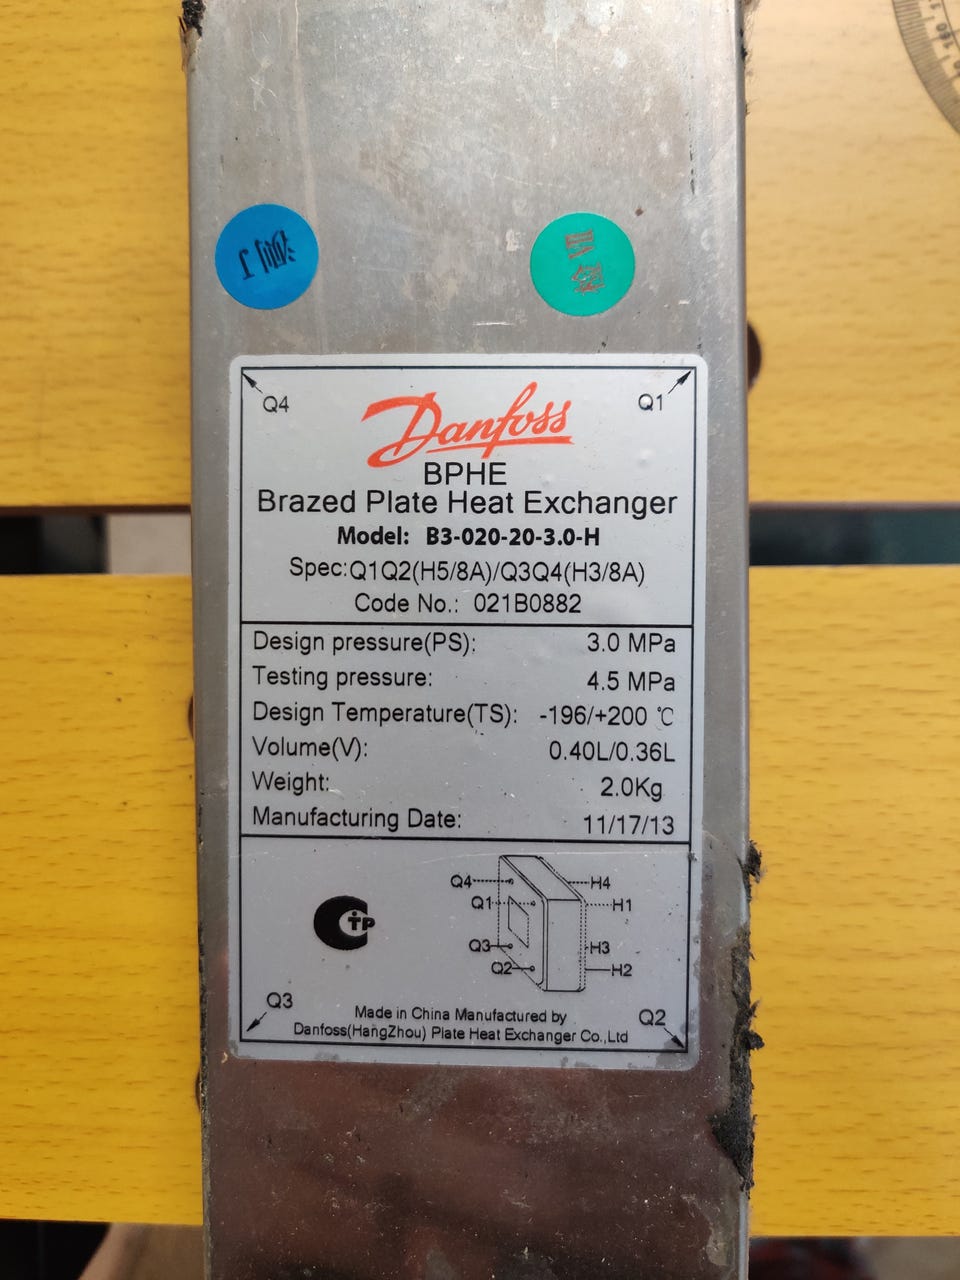 Q4
Q1
Danfoss
BPHE
Brazed Plate Heat Exchanger
Model: B3-020-20-3.0-H
Spec:Q1Q2(H5/8A)/Q3Q4(H3/8A)
Code No.: 021B0882
Design pressure(PS): 3.0 MPa
Testing pressure: 4.5 MPa
Design Temperature(TS): -196/+200 ℃
Volume(V): 0.40L/0.36L
Weight: 2.0Kg
Manufacturing Date: 11/17/13
Q4 H4
Q1 H1
Q3 H3
Q2 H2
Q3
Q2
Made in China Manufactured by
Danfoss(HangZhou) Plate Heat Exchanger Co.,Ltd